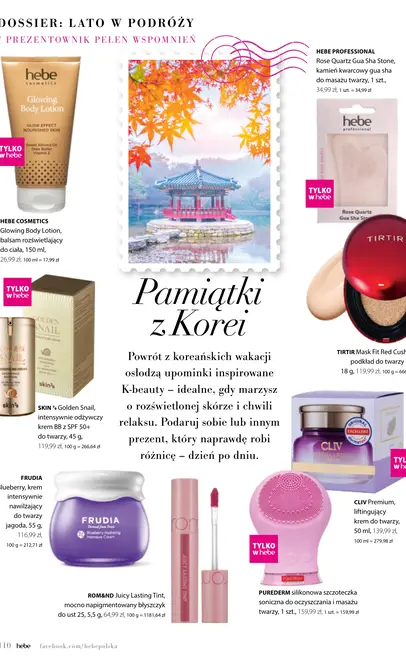 DOSSIER: LATO W PODRÓŻY
PREZENTOWNIK PEŁEN WSPOMNIEŃ
hebe
cosmetics
Glowing
Body Lotion
GLOW EFFECT
NOURISHED SKIN
TYLKO
w hebe
HEBE COSMETICS
Glowing Body Lotion,
balsam rozświetlający
do ciała, 150 ml,
26,99 zł, 100 ml = 17,99 zł
HEBE PROFESSIONAL
Rose Quartz Gua Sha Stone,
kamień kwarcowy gua sha
do masażu twarzy, 1 szt.,
34,99 zł, 1 szt. = 34,99 zł
hebe
professional
TYLKO
w hebe
Rose Quartz
Gua Sha Stone
TIRTIR
TIRTIR Mask Fit Red Cush
podkład do twarzy
18 g, 119,99 zł, 100 g = 666
Pamiątki
z Korei
Powrót z koreańskich wakacji
osłodzą upominki inspirowane
K-beauty – idealne, gdy marzysz
o rozświetlonej skórze i chwili
relaksu. Podaruj sobie lub innym
prezent, który naprawdę robi
różnicę – dzień po dniu.
TYLKO
w hebe
GOLDEN
SNAIL
skin79
SKIN 79 Golden Snail,
intensywnie odżywczy
krem BB z SPF 50+
do twarzy, 45 g,
119,99 zł, 100 g = 266,64 zł
FRUDIA
Blueberry, krem
intensywnie
nawilżający
do twarzy
jagoda, 55 g,
116,99 zł,
100 g = 212,71 zł
FRUDIA
Blueberry Hydrating
Intensive Cream
ROM&ND Juicy Lasting Tint,
mocno napigmentowany błyszczyk
do ust 25, 5,5 g, 64,99 zł, 100 g = 1181,64 zł
CLIV
CLIV Premium,
liftingujący
krem do twarzy,
50 ml, 139,99 zł,
100 ml = 279,98 zł
TYLKO
w hebe
PUREDERM silikonowa szczoteczka
soniczna do oczyszczania i masażu
twarzy, 1 szt., 159,99 zł, 1 szt. = 159,99 zł
110 hebe facebook.com/hebepolska